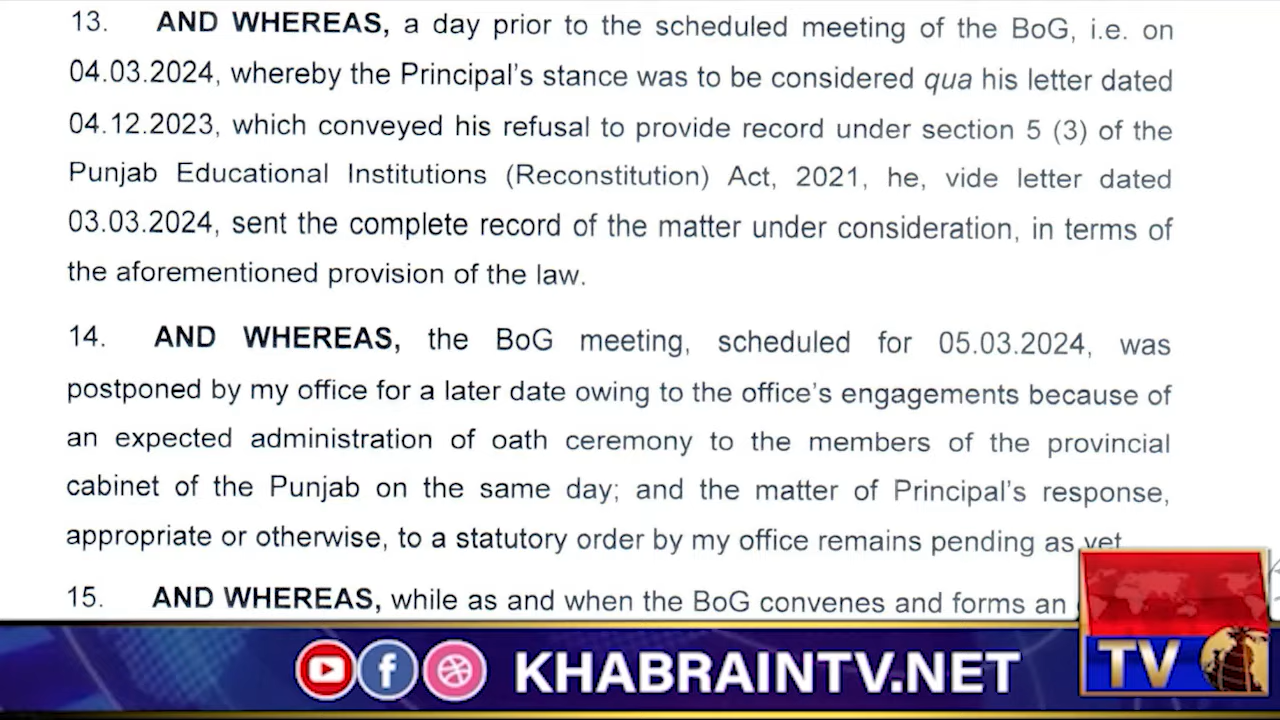 13. AND WHEREAS, a day prior to the scheduled meeting of the BoG, i.e. on
04.03.2024, whereby the Principal's stance was to be considered qua his letter dated
04.12.2023, which conveyed his refusal to provide record under section 5 (3) of the
Punjab Educational Institutions (Reconstitution) Act, 2021, he, vide letter dated
03.03.2024, sent the complete record of the matter under consideration, in terms of
the aforementioned provision of the law.
14. AND WHEREAS, the BoG meeting, scheduled for 05.03.2024, was
postponed by my office for a later date owing to the office's engagements because of
an expected administration of oath ceremony to the members of the provincial
cabinet of the Punjab on the same day; and the matter of Principal's response,
appropriate or otherwise, to a statutory order by my office remains pending as yet
15. AND WHEREAS, while as and when the BoG convenes and forms an
KHABRAINTV.NET
TV